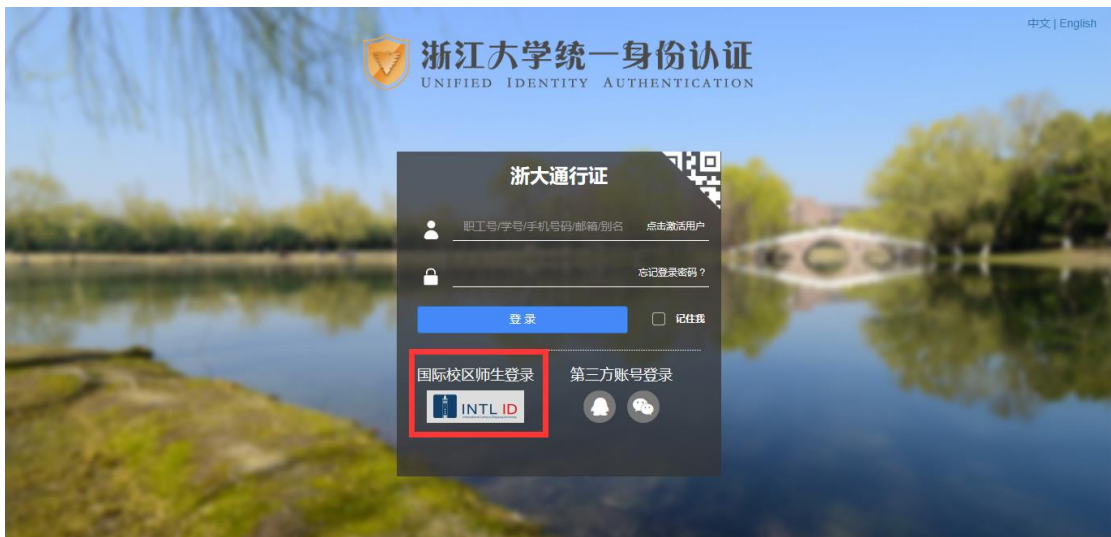 中文 | English
浙江大学统一身份认证
UNIFIED IDENTITY AUTHENTICATION
浙大通行证
职工号/学号/手机号码/邮箱/别名 点击激活用户
忘记登录密码？
登 录 记住我
国际校区师生登录 第三方账号登录
INTL ID